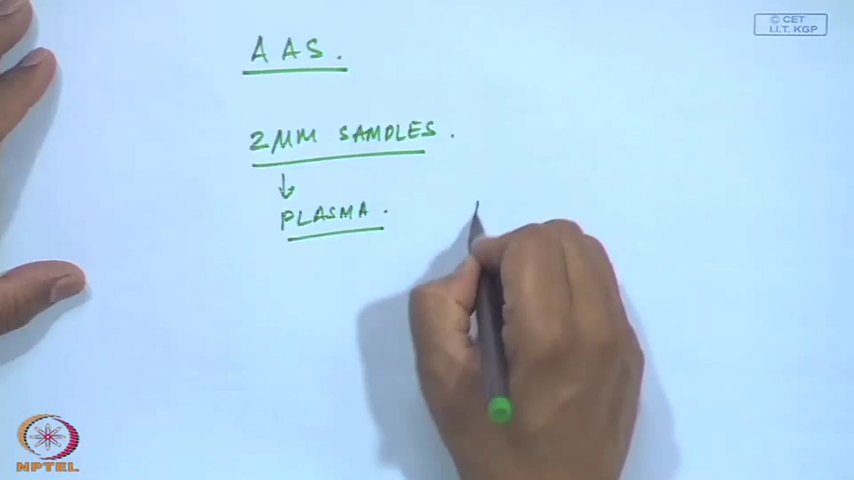 © CET
I.I.T. KGP
AAS.
2MM SAMPLES.
PLASMA.
NPTEL